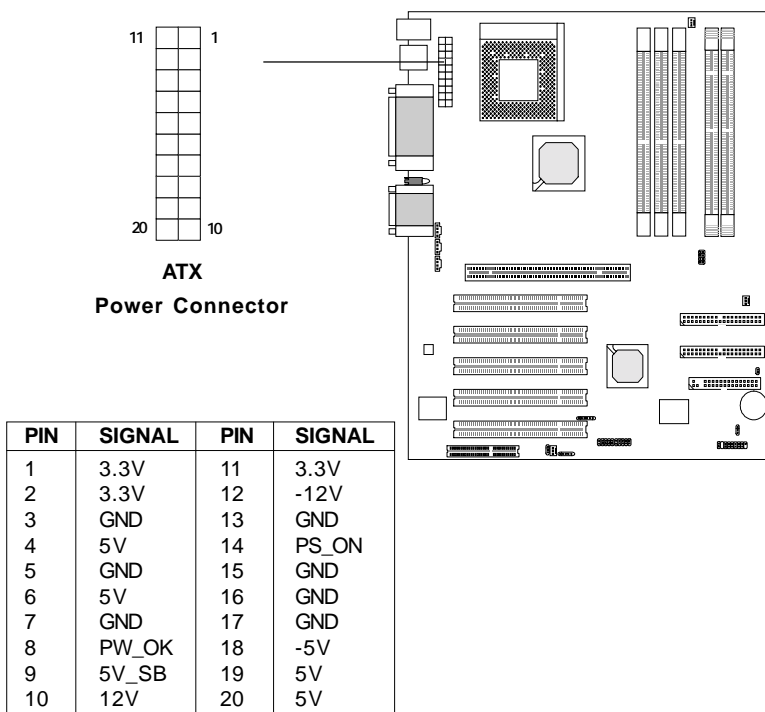 11 1
20 10
ATX
Power Connector
PIN SIGNAL PIN SIGNAL
1 3.3V 11 3.3V
2 3.3V 12 -12V
3 GND 13 GND
4 5V 14 PS_ON
5 GND 15 GND
6 5V 16 GND
7 GND 17 GND
8 PW_OK 18 -5V
9 5V_SB 19 5V
10 12V 20 5V